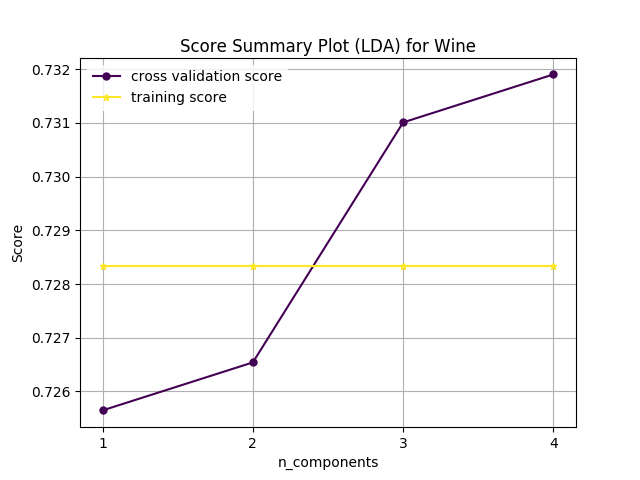 Score Summary Plot (LDA) for Wine
cross validation score
training score
0.732
0.731
0.730
0.729
0.728
0.727
0.726
Score
1 2 3 4
n_components